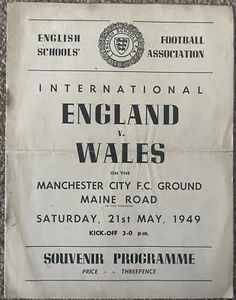 ENGLISH FOOTBALL
SCHOOLS' ASSOCIATION
INTERNATIONAL
ENGLAND
v.
WALES
ON THE
MANCHESTER CITY F.C. GROUND
MAINE ROAD
SATURDAY, 21st MAY, 1949
KICK-OFF 3-0 p.m.
SOUVENIR PROGRAMME
PRICE - - THREEPENCE